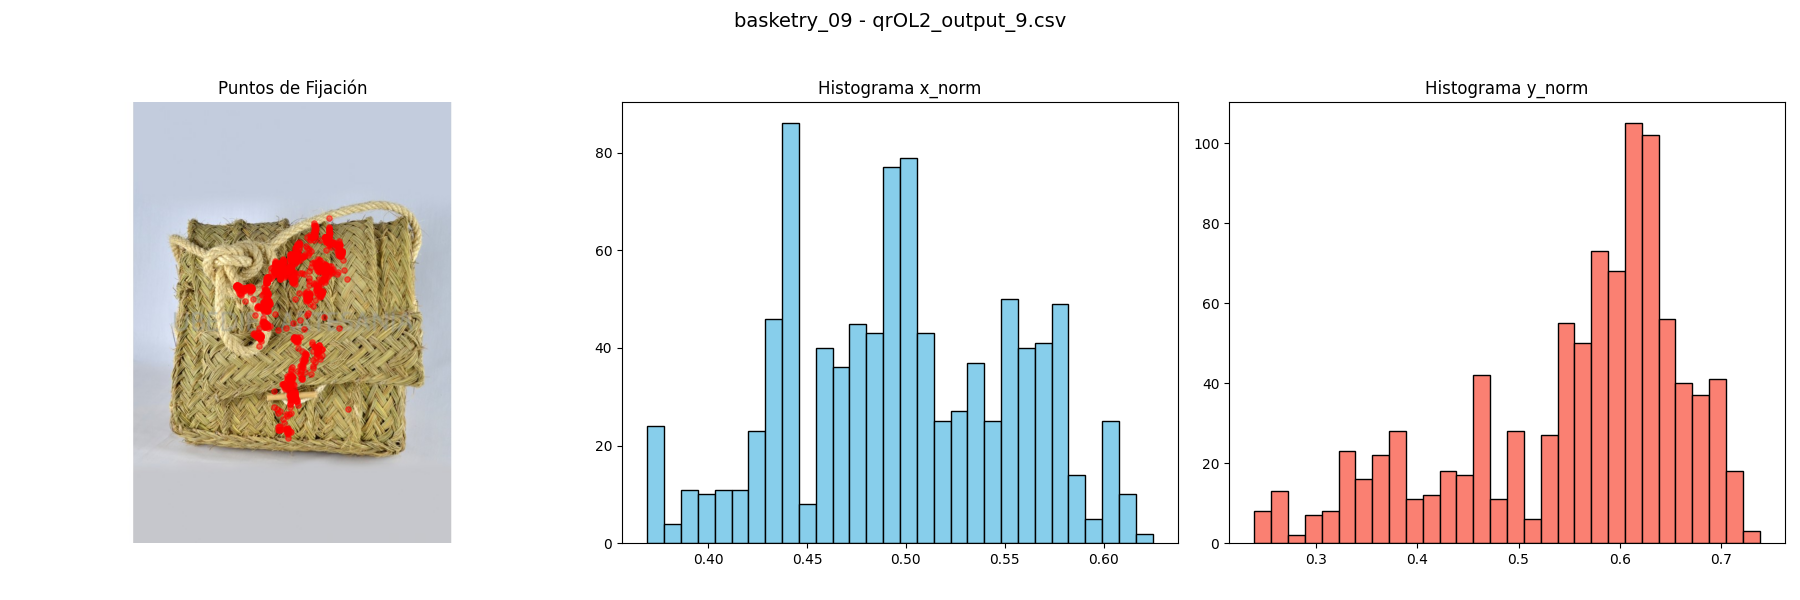 basketry_09 - qrOL2_output_9.csv
Puntos de Fijación
Histograma x_norm
Histograma y_norm
80
60
40
20
0
0.40 0.45 0.50 0.55 0.60
100
80
60
40
20
0
0.3 0.4 0.5 0.6 0.7